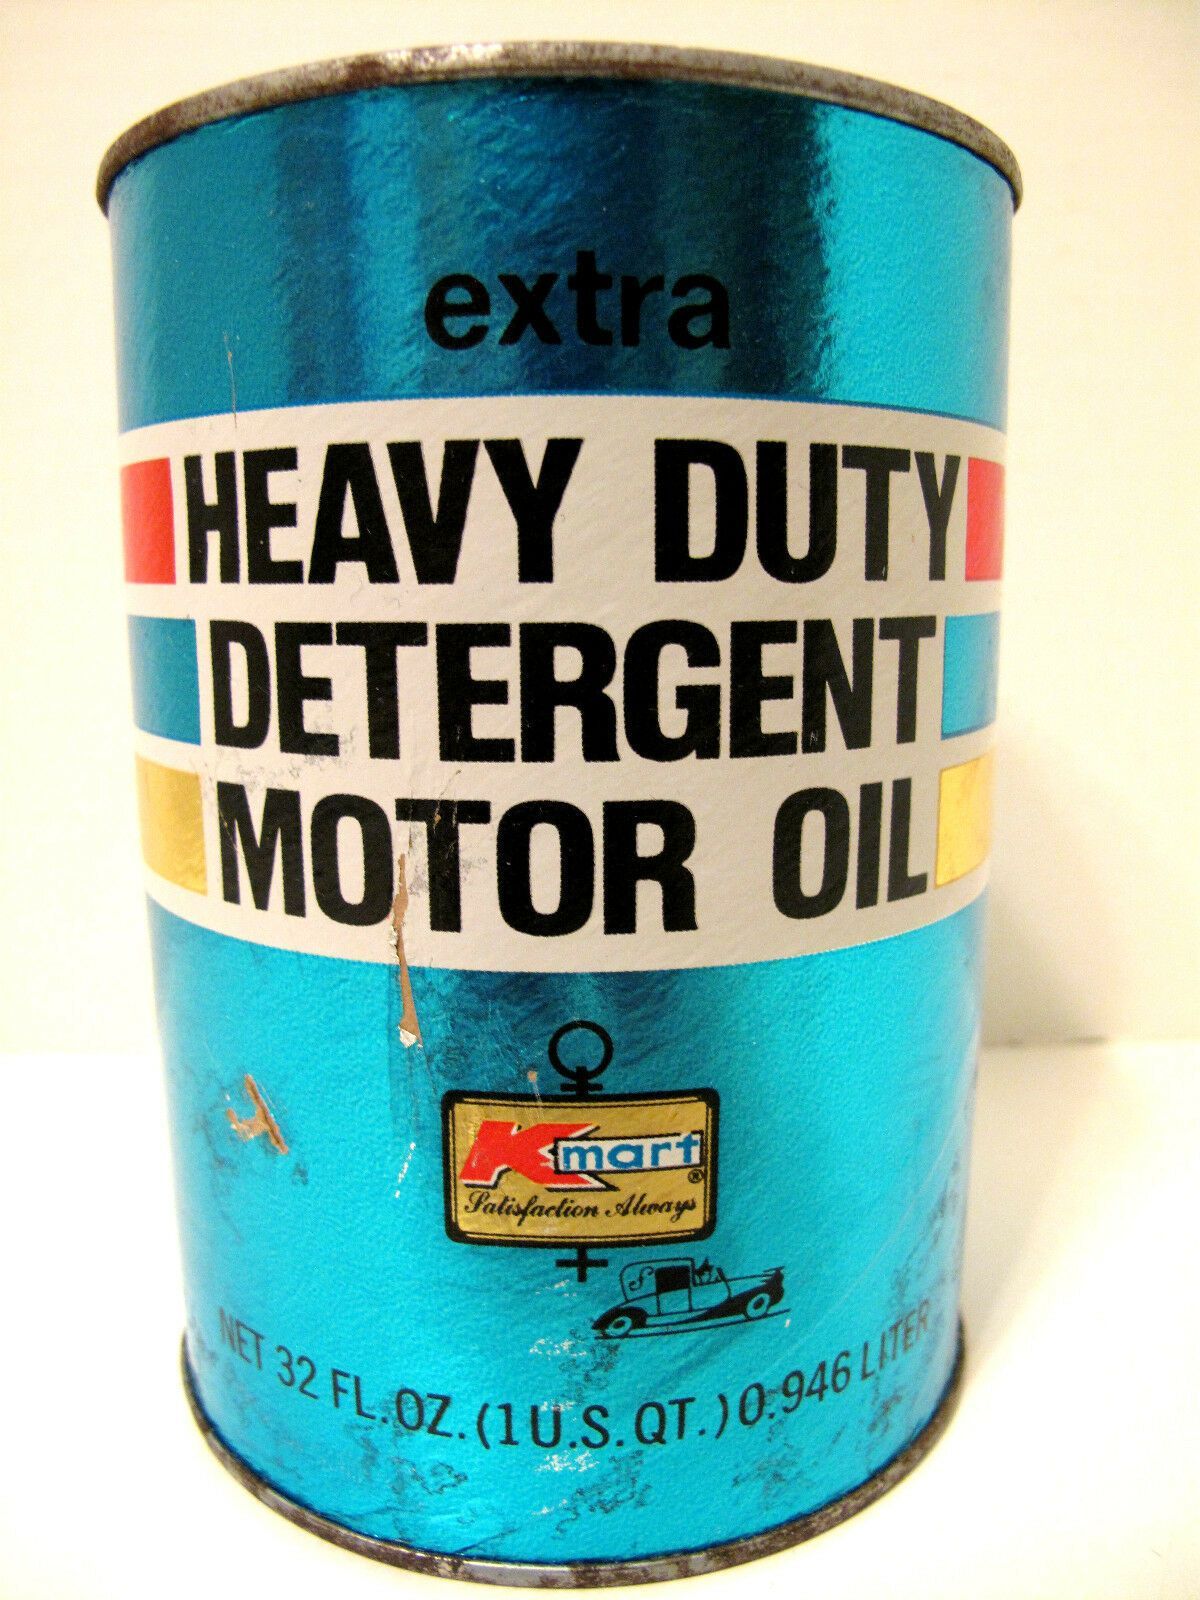 extra
HEAVY DUTY
DETERGENT
MOTOR OIL
Kmart®
Satisfaction Always
S
NET 32 FL. OZ. (1 U.S. QT.) 0.946 LITER